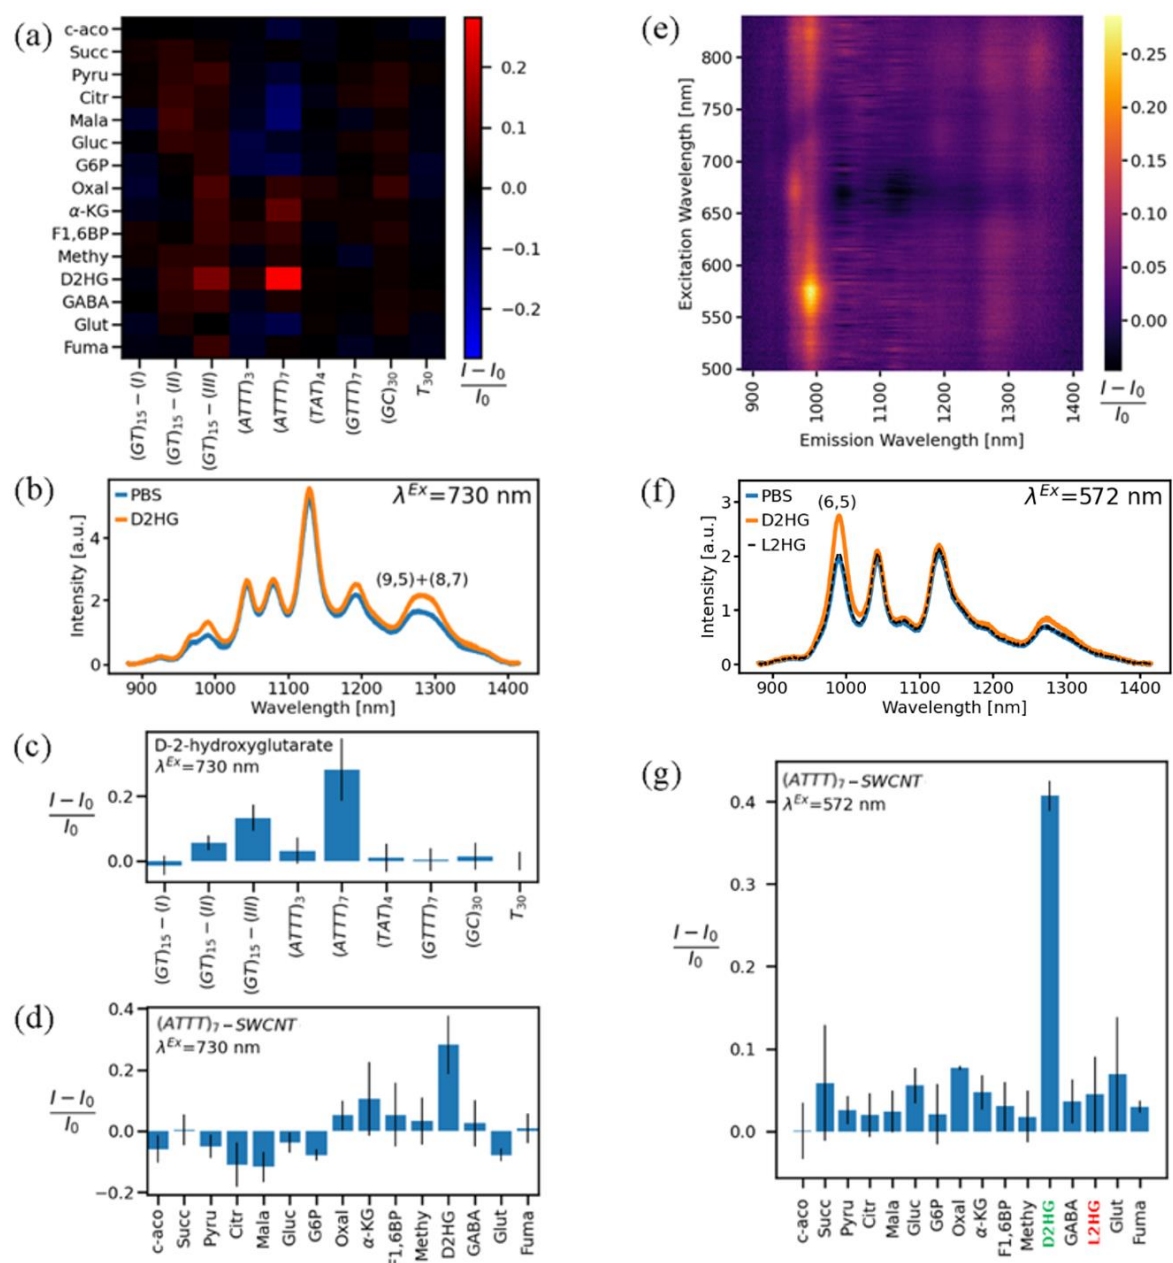 (a)
c-aco
Succ
Pyru
Citr
Mala
Gluc
G6P
Oxal
α-KG
F1,6BP
Methy
D2HG
GABA
Glut
Fuma
(GT)15−(I)
(GT)15−(II)
(GT)15−(III)
(ATTT)3
(ATTT)7
(TAT)4
(GTTT)7
(GC)30
T30
0.2
0.1
0.0
−0.1
−0.2
I − I0
I0
(e)
Excitation Wavelength [nm]
800
750
700
650
600
550
500
900
1000
1100
1200
1300
1400
Emission Wavelength [nm]
0.25
0.20
0.15
0.10
0.05
0.00
I − I0
I0
(b)
PBS
D2HG
λEx=730 nm
(9,5)+(8,7)
Intensity [a.u.]
4
2
0
900 1000 1100 1200 1300 1400
Wavelength [nm]
(f)
PBS
D2HG
L2HG
(6,5)
λEx=572 nm
Intensity [a.u.]
3
2
1
0
900 1000 1100 1200 1300 1400
Wavelength [nm]
(c)
D-2-hydroxyglutarate
λEx=730 nm
I − I0
I0
0.2
0.0
(GT)15−(I)
(GT)15−(II)
(GT)15−(III)
(ATTT)3
(ATTT)7
(TAT)4
(GTTT)7
(GC)30
T30
(d)
(ATTT)7−SWCNT
λEx=730 nm
I − I0
I0
0.4
0.2
0.0
−0.2
c-aco
Succ
Pyru
Citr
Mala
Gluc
G6P
Oxal
α-KG
F1,6BP
Methy
D2HG
GABA
Glut
Fuma
(g)
(ATTT)7−SWCNT
λEx=572 nm
I − I0
I0
0.4
0.3
0.2
0.1
0.0
c-aco
Succ
Pyru
Citr
Mala
Gluc
G6P
Oxal
α-KG
F1,6BP
Methy
D2HG
GABA
L2HG
Glut
Fuma